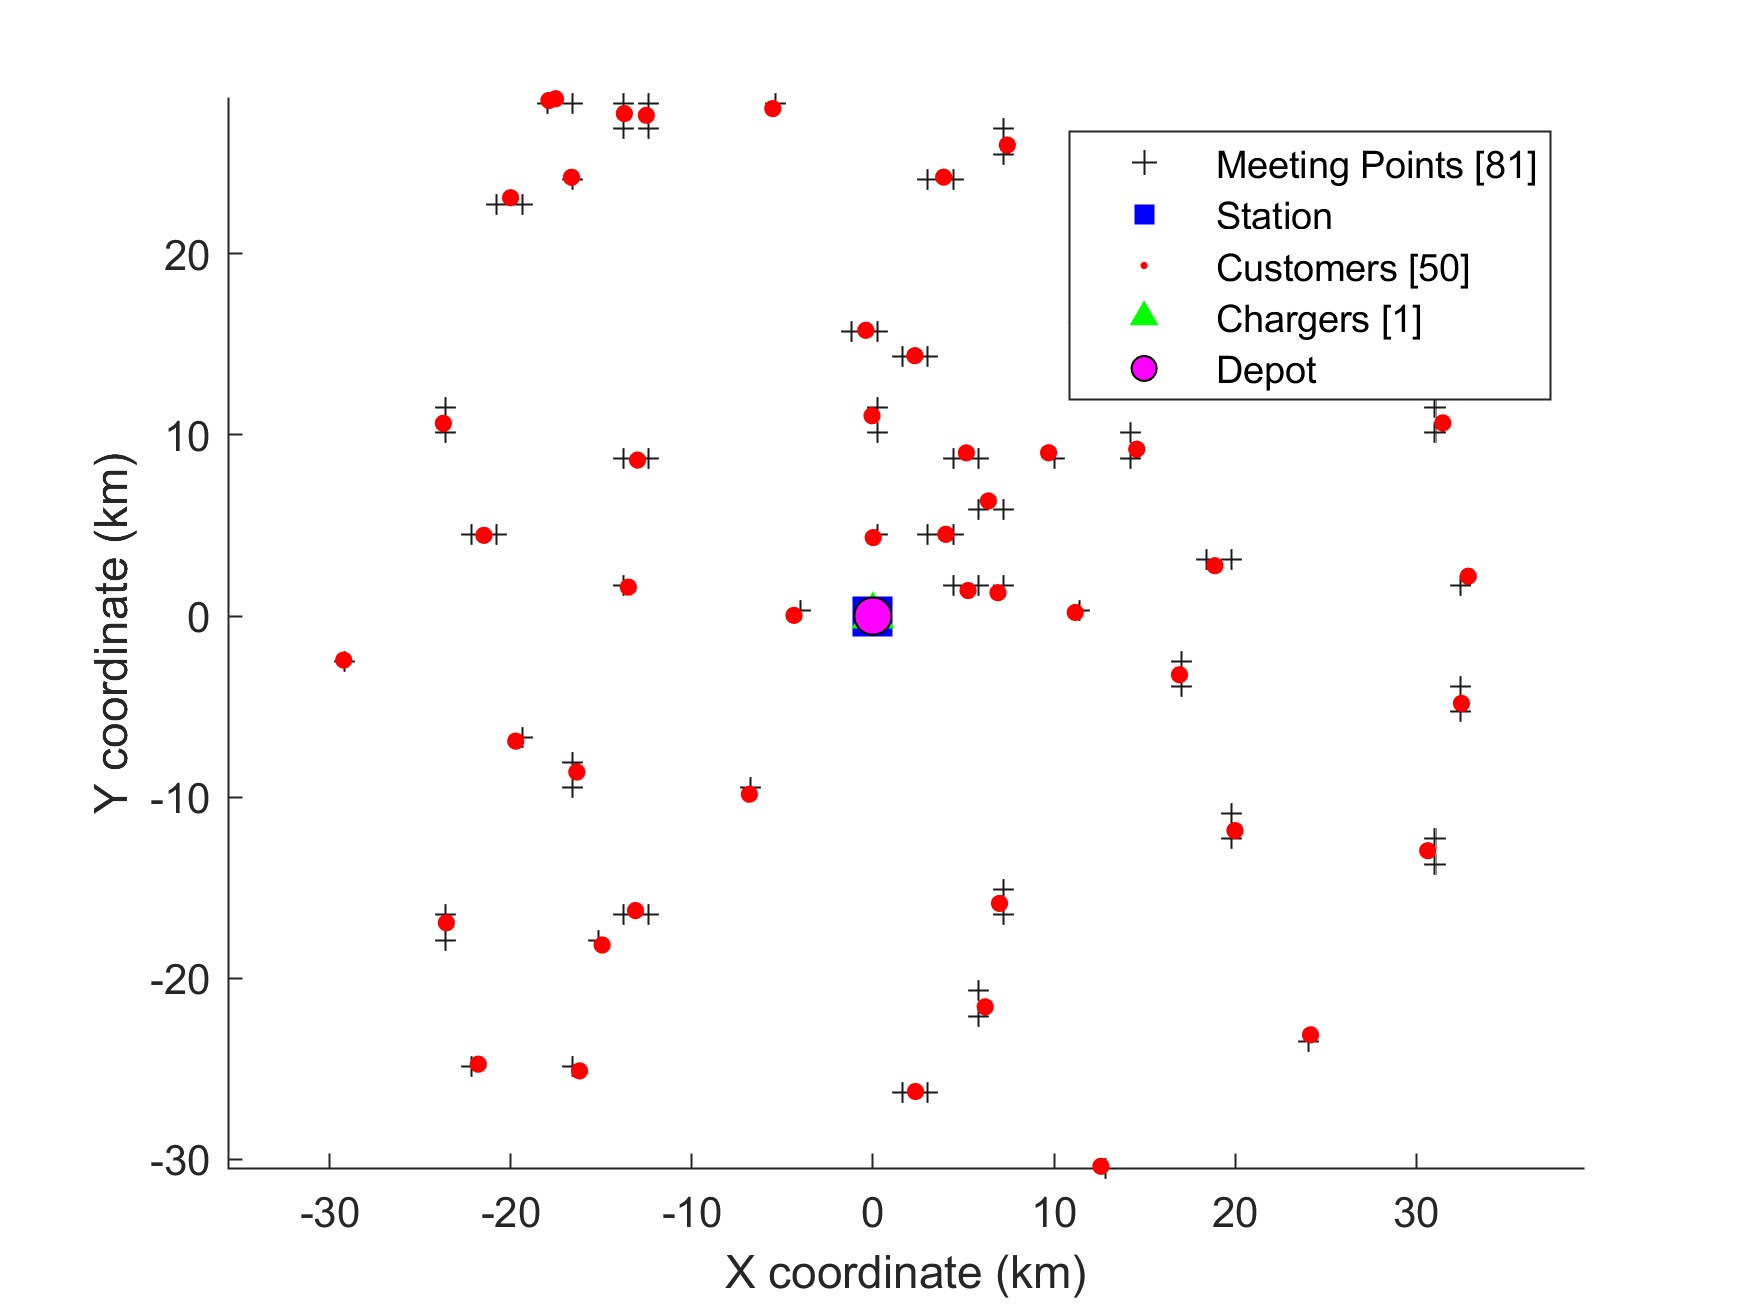 Meeting Points [81]
Station
Customers [50]
Chargers [1]
Depot
20
10
0
-10
-20
-30
Y coordinate (km)
-30 -20 -10 0 10 20 30
X coordinate (km)